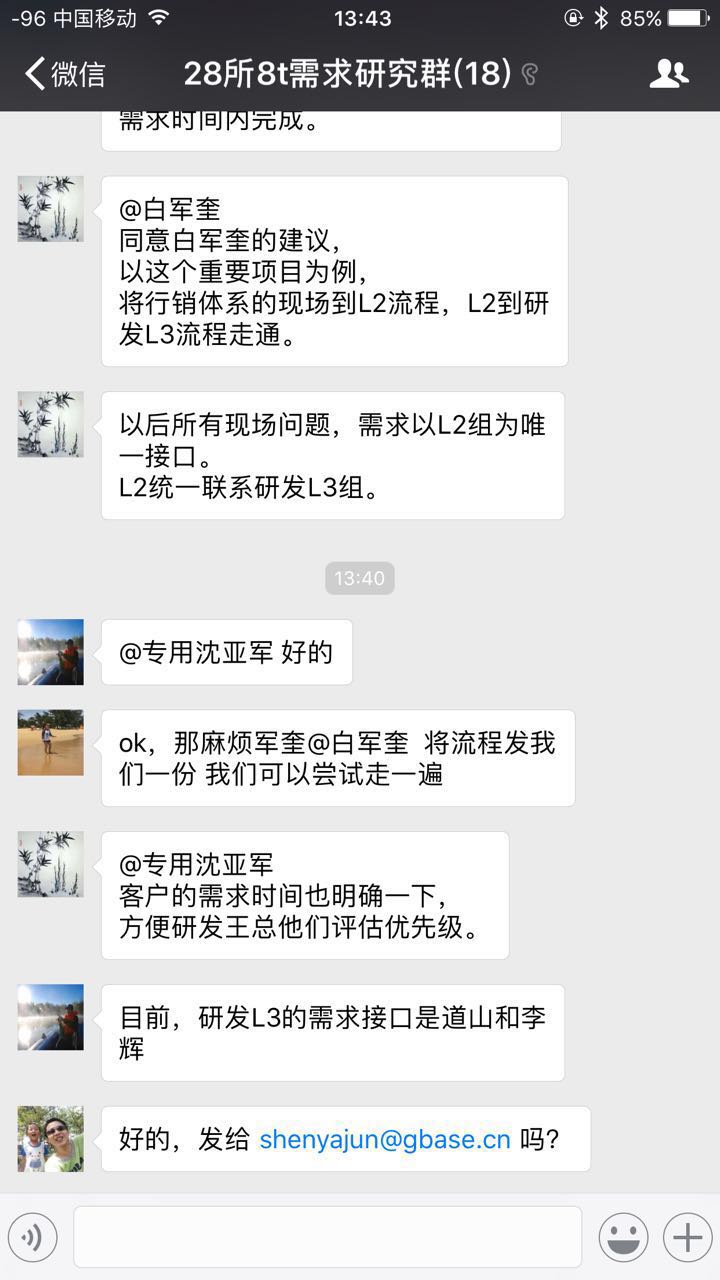 -96 中国移动
13:43
85%
微信
28所8t需求研究群(18)
需求时间内完成。
@白军奎
同意白军奎的建议，
以这个重要项目为例，
将行销体系的现场到L2流程，L2到研
发L3流程走通。
以后所有现场问题，需求以L2组为唯
一接口。
L2统一联系研发L3组。
13:40
@专用沈亚军 好的
ok，那麻烦军奎@白军奎  将流程发我
们一份 我们可以尝试走一遍
@专用沈亚军
客户的需求时间也明确一下，
方便研发王总他们评估优先级。
目前，研发L3的需求接口是道山和李
辉
好的，发给 shenyajun@gbase.cn 吗?